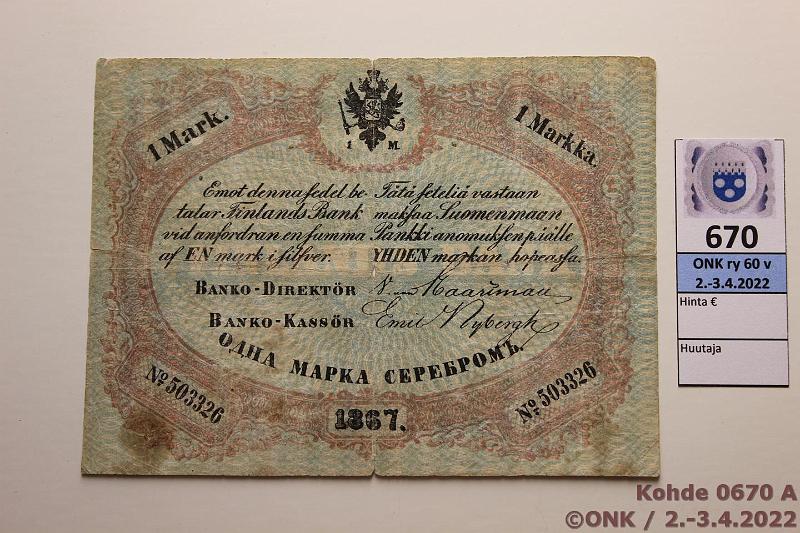 1 Mark.
1 Markka.
1 M.
Emot denna sedel be-
talar Finlands Bank
vid anfordran en summa
af EN mark i silfver.
Tätä seteliä vastaan
maksaa Suomenmaan
Pankki anomuksen päälle
YHDEN markan hopeassa.
BANKO-DIREKTÖR
BANKO-KASSÖR Emil Nybergh
ОДНА МАРКА СЕРЕБРОМЪ.
No. 503326
1867.
No. 503326
670
ONK ry 60 v
2.-3.4.2022
Hinta €
Huutaja
Kohde 0670 A
©ONK / 2.-3.4.2022